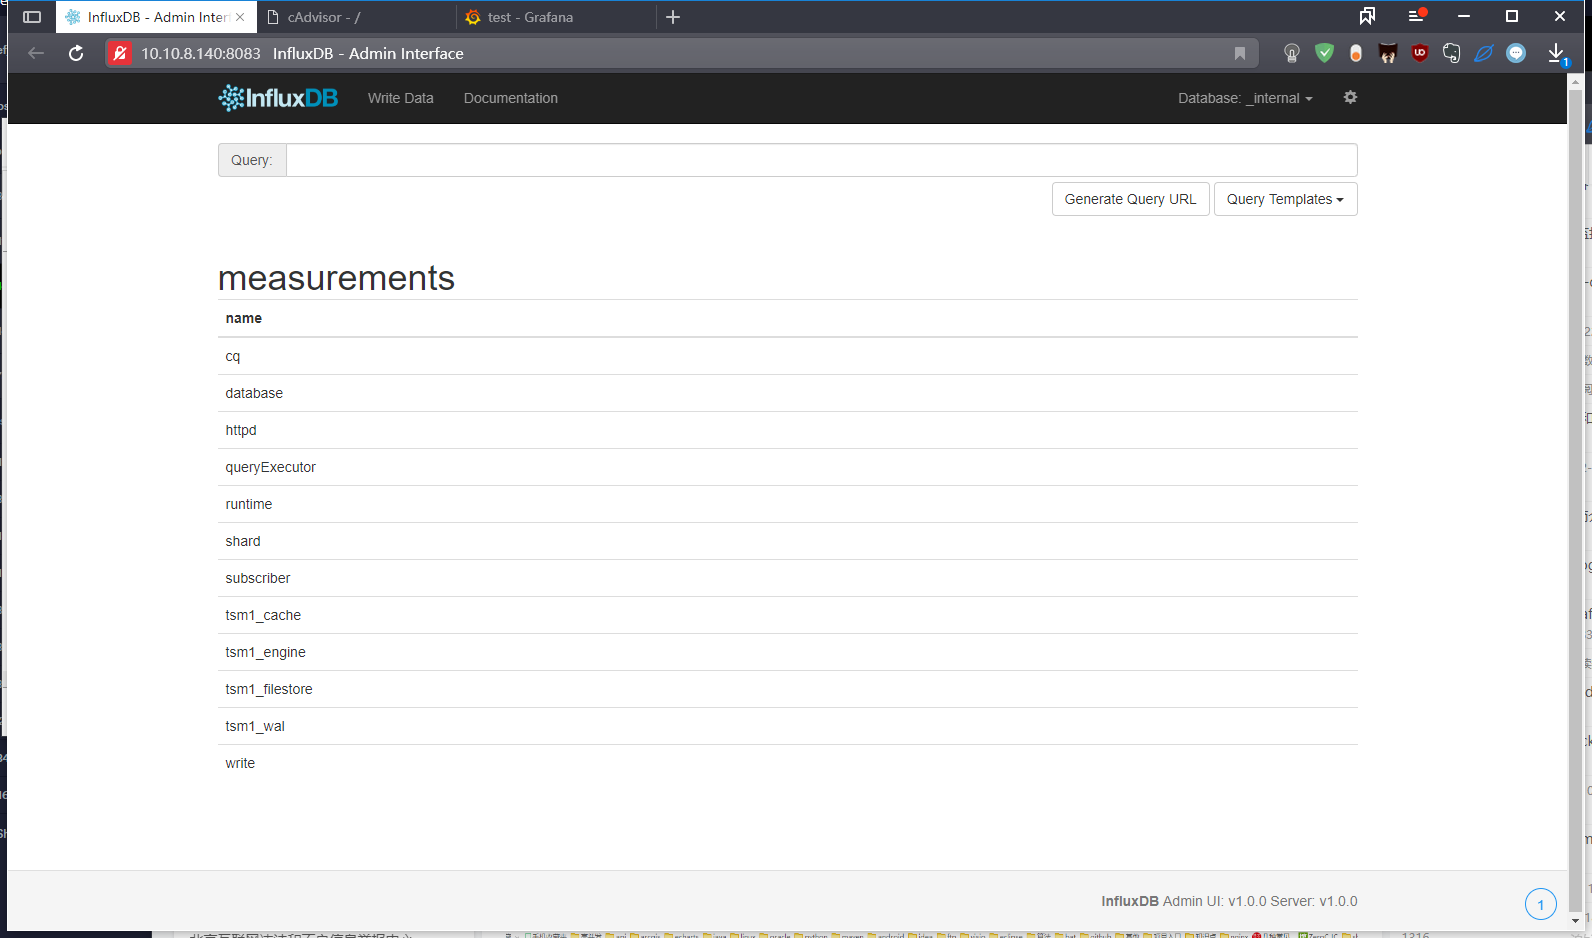 InfluxDB - Admin Inter
cAdvisor - /
test - Grafana
10.10.8.140:8083 InfluxDB - Admin Interface
1
InfluxDB
Write Data
Documentation
Database: _internal
Query:
Generate Query URL
Query Templates
measurements
name
cq
database
httpd
queryExecutor
runtime
shard
subscriber
tsm1_cache
tsm1_engine
tsm1_filestore
tsm1_wal
write
InfluxDB Admin UI: v1.0.0 Server: v1.0.0
1